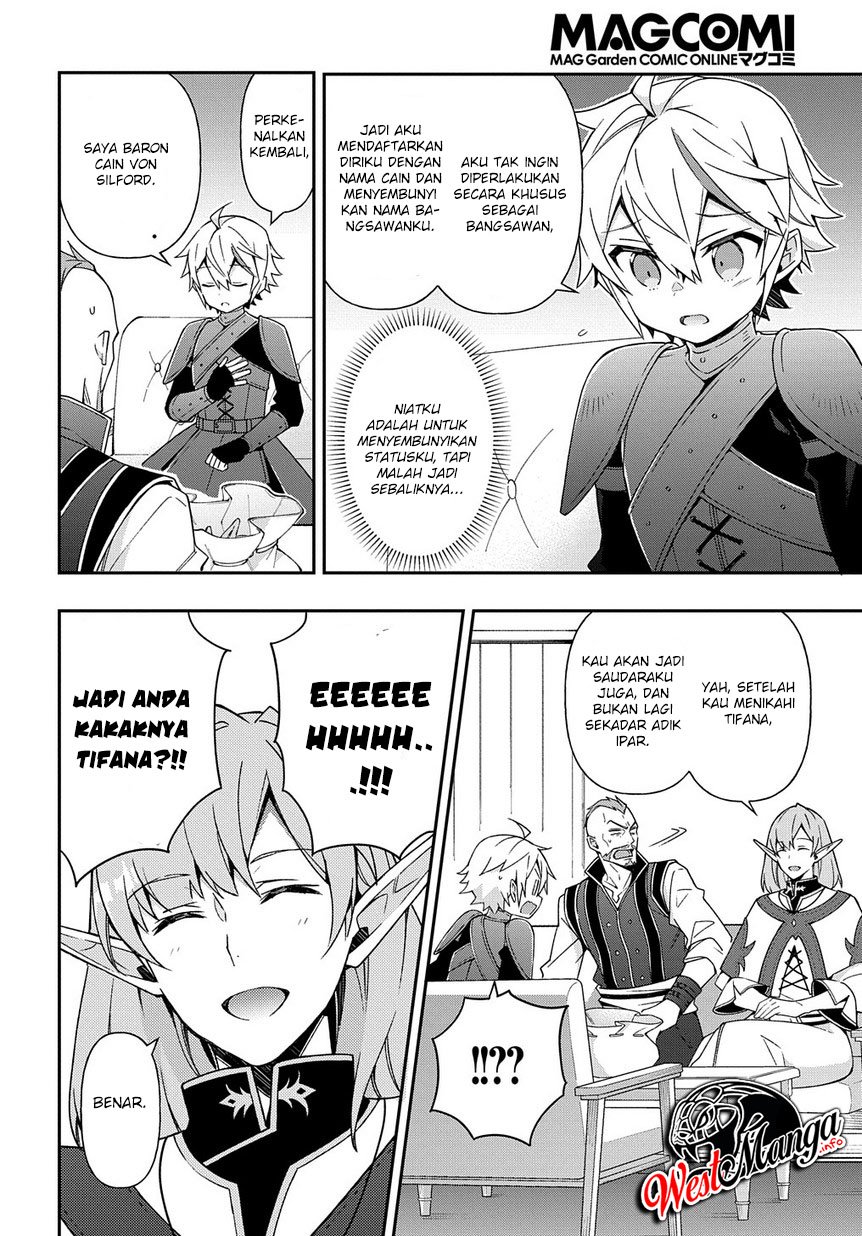 MAGCOMI
MAG Garden COMIC ONLINE マグコミ
AKU TAK INGIN
DIPERLAKUKAN
SECARA KHUSUS
SEBAGAI
BANGSAWAN,
JADI AKU
MENDAFTARKAN
DIRIKU DENGAN
NAMA CAIN DAN
MENYEMBUNYI
KAN NAMA BA-
NGSAWANKU.
NIATKU
ADALAH UNTUK
MENYEMBUNYIKAN
STATUSKU, TAPI
MALAH JADI
SEBALIKNYA...
PERKE-
NALKAN
KEMBALI,
SAYA BARON
CAIN VON
SILFORD.
YAH, SETELAH
KAU MENIKAHI
TIFANA,
KAU AKAN JADI
SAUDARAKU
JUGA, DAN
BUKAN LAGI
SEKADAR ADIK
IPAR.
!!??
EEEEEE
HHHHH..
.!!!
JADI ANDA
KAKAKNYA
TIFANA?!!
BENAR.
WestManga
.info